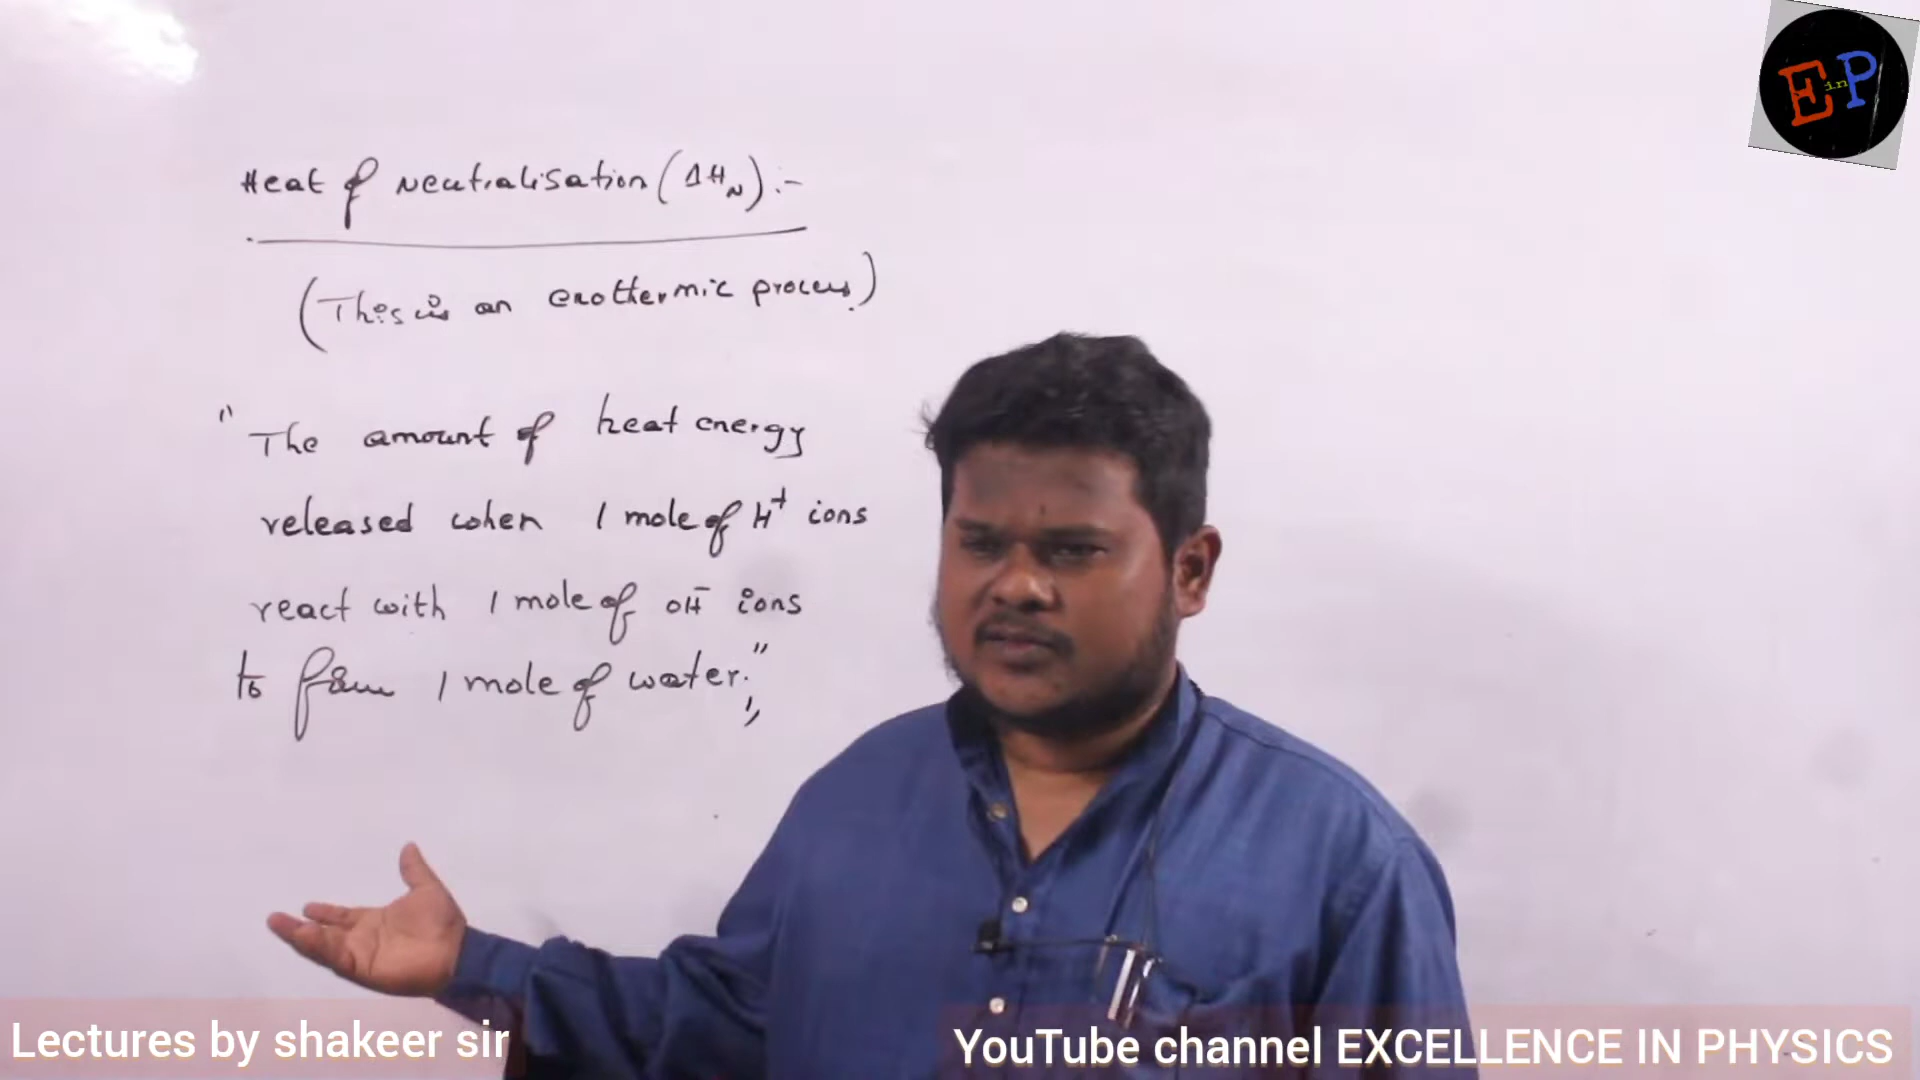 E in P
Heat of Neutralisation (ΔH_N) :-
(This is an exothermic process.)
"The amount of heat energy
released when 1 mole of H⁺ ions
react with 1 mole of OH⁻ ions
to form 1 mole of water."
Lectures by shakeer sir
YouTube channel EXCELLENCE IN PHYSICS